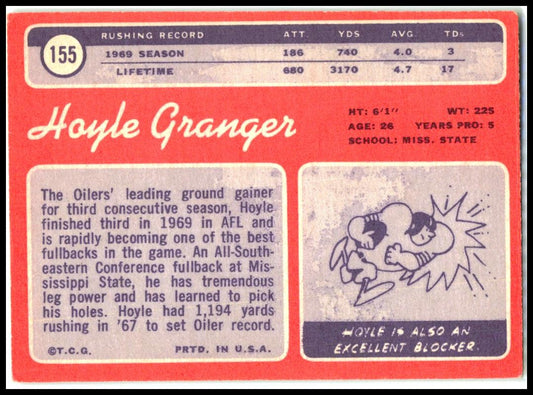 155
RUSHING RECORD ATT. YDS AVG. TDs
1969 SEASON 186 740 4.0 3
LIFETIME 680 3170 4.7 17
Hoyle Granger
HT: 6'1" WT: 225
AGE: 26 YEARS PRO: 5
SCHOOL: MISS. STATE
The Oilers' leading ground gainer
for third consecutive season, Hoyle
finished third in 1969 in AFL and
is rapidly becoming one of the best
fullbacks in the game. An All-South-
eastern Conference fullback at Mis-
sissippi State, he has tremendous
leg power and has learned to pick
his holes. Hoyle had 1,194 yards
rushing in '67 to set Oiler record.
©T.C.G. PRTD. IN U.S.A.
HOYLE IS ALSO AN
EXCELLENT BLOCKER.